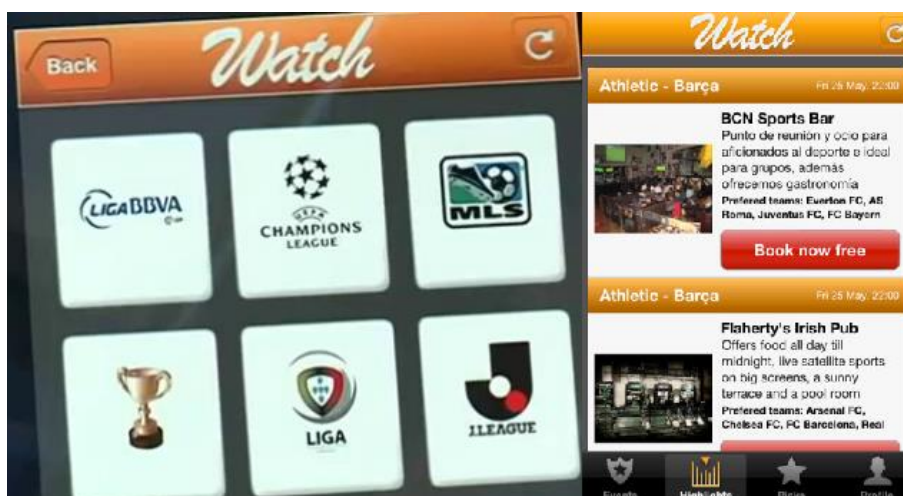 Back
Watch
LIGA BBVA
UEFA
CHAMPIONS
LEAGUE
MLS
LIGA
J.LEAGUE
Watch
Athletic - Barça
Fri 25 May, 22:00
BCN Sports Bar
Punto de reunión y ocio para
aficionados al deporte e ideal
para grupos, además
ofrecemos gastronomía
Prefered teams: Everton FC, AS
Roma, Juventus FC, FC Bayern
Book now free
Athletic - Barça
Fri 25 May, 22:00
Flaherty's Irish Pub
Offers food all day till
midnight, live satellite sports
on big screens, a sunny
terrace and a pool room
Prefered teams: Arsenal FC,
Chelsea FC, FC Barcelona, Real
Events
Highlights
Profile